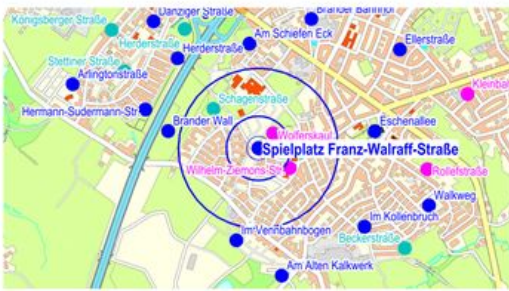 Danziger Straße
Brander Bahnhof
Königsberger Straße
Am Schiefen Eck
Herderstraße
Herderstraße
Ellerstraße
Stettiner Straße
Arlingtonstraße
Kleinbah
Schagenstraße
Hermann-Sudermann-Str
Brander Wall
Wolferskaul
Eschenallee
Spielplatz Franz-Walraff-Straße
Wilhelm-Ziemons-Str
Rollefstraße
Walkweg
Im Kollenbruch
Im Vennbahnbogen
Beckerstraße
Am Alten Kalkwerk